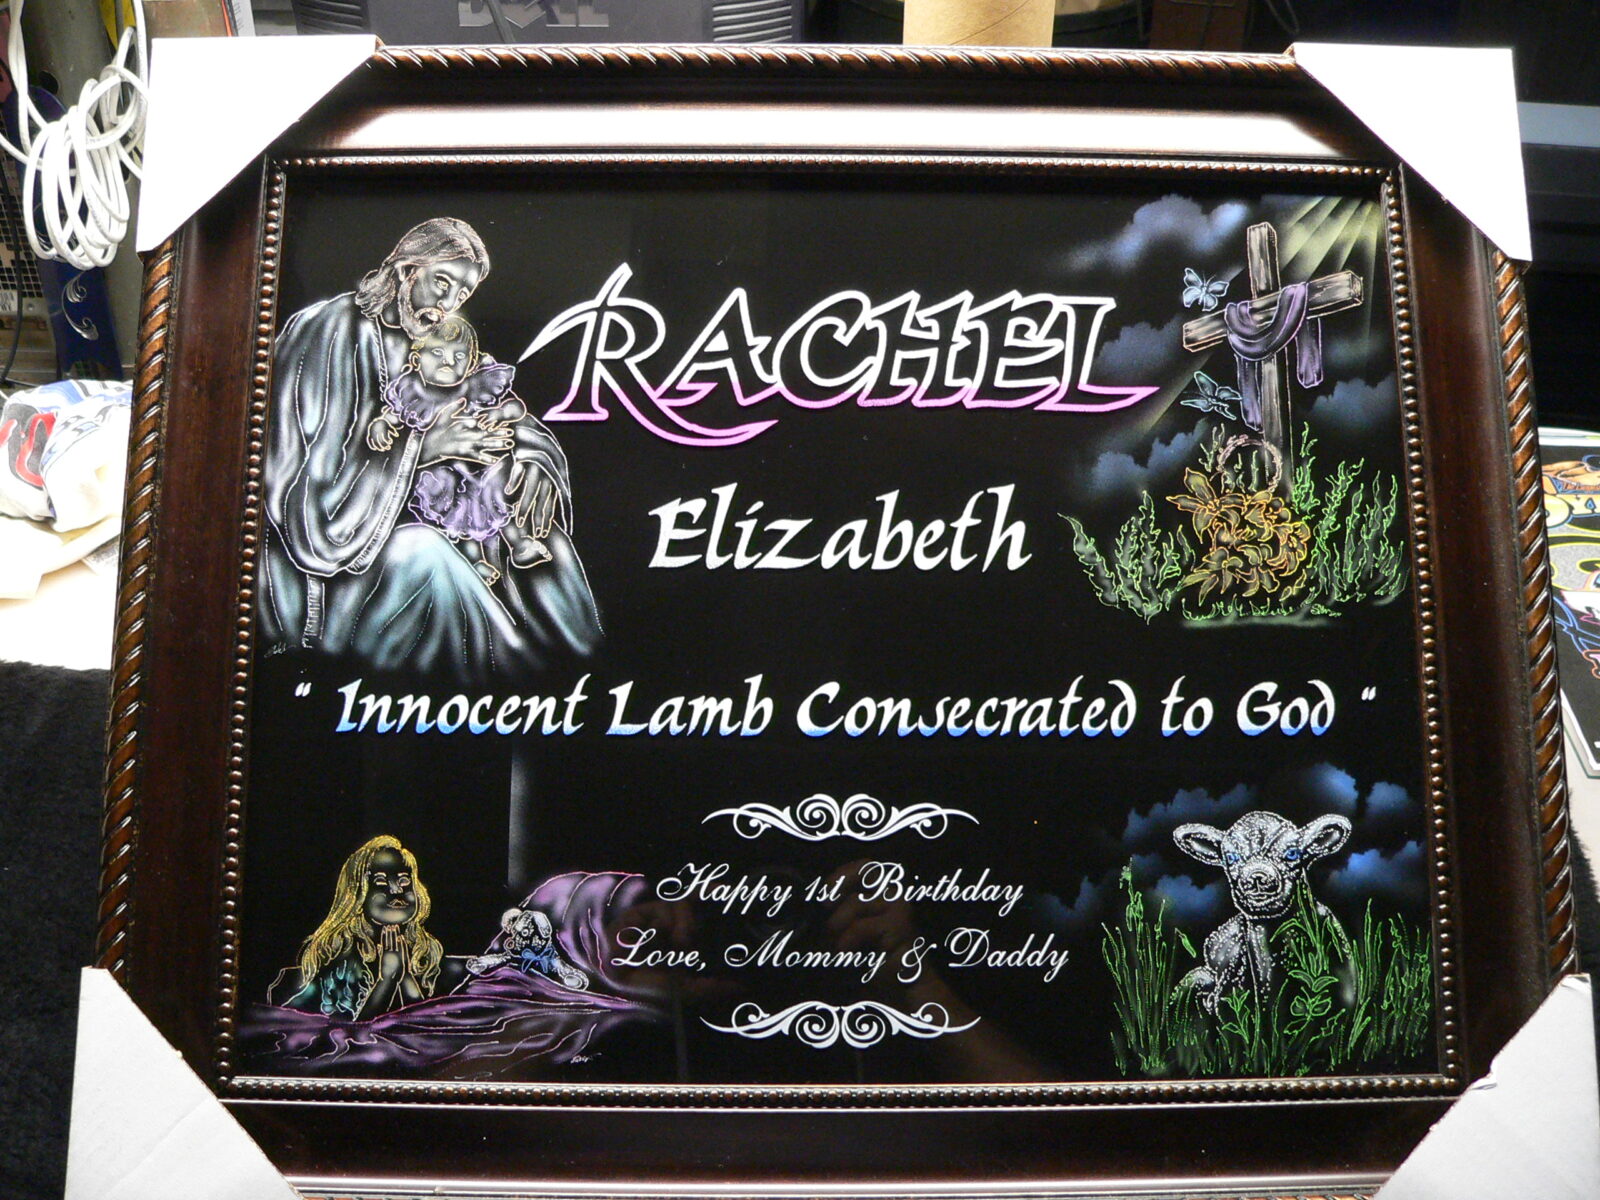 RACHEL
Elizabeth
" Innocent Lamb Consecrated to God "
Happy 1st Birthday
Love, Mommy & Daddy